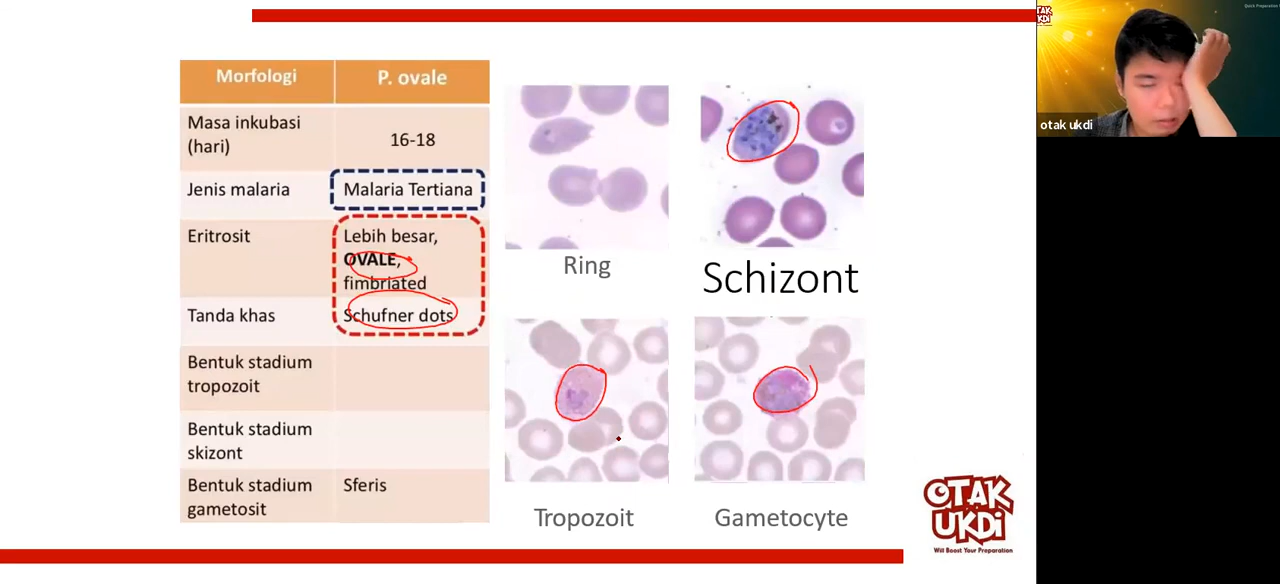 Morfologi
P. ovale
Masa inkubasi
(hari)
16-18
Jenis malaria
Malaria Tertiana
Eritrosit
Lebih besar,
OVALE,
fimbriated
Tanda khas
Schufner dots
Bentuk stadium
tropozoit
Bentuk stadium
skizont
Bentuk stadium
gametosit
Sferis
Ring
Schizont
Tropozoit
Gametocyte
OTAK
UKDi
Will Boost Your Preparation
OTAK
UKDi
otak ukdi